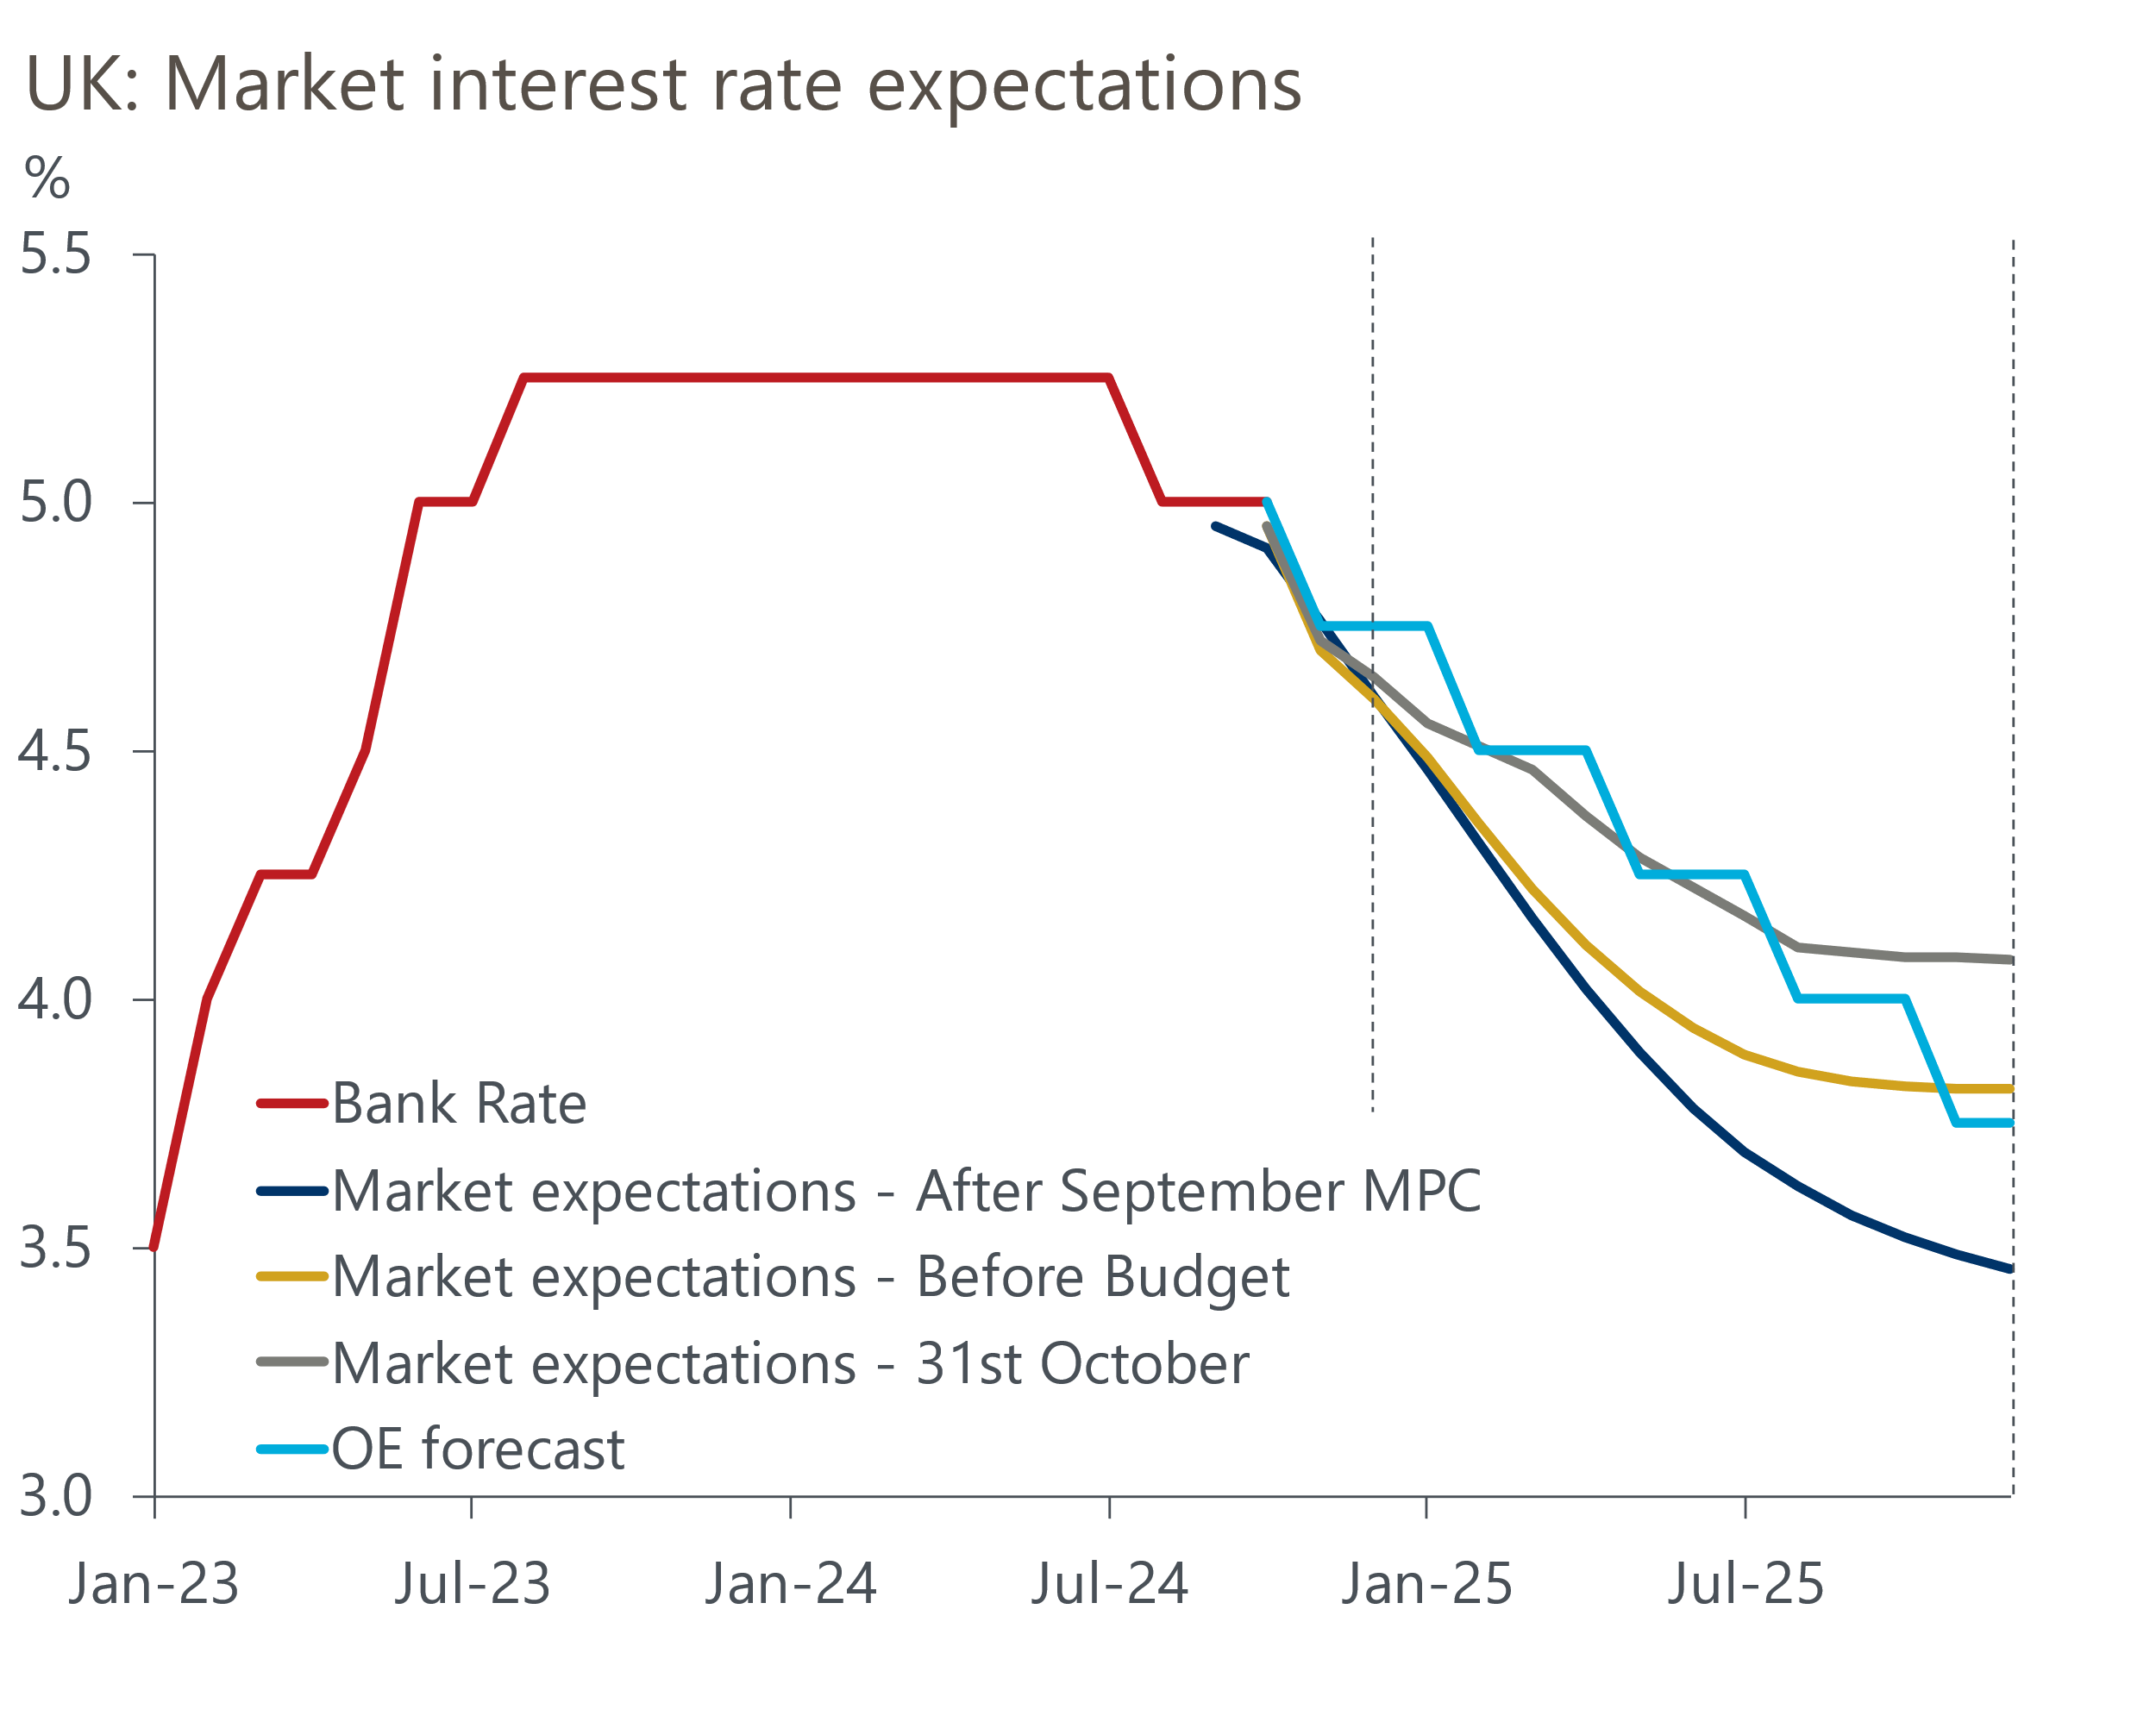 UK: Market interest rate expectations
%
5.5
5.0
4.5
4.0
3.5
3.0
Bank Rate
Market expectations - After September MPC
Market expectations - Before Budget
Market expectations - 31st October
OE forecast
Jan-23 Jul-23 Jan-24 Jul-24 Jan-25 Jul-25